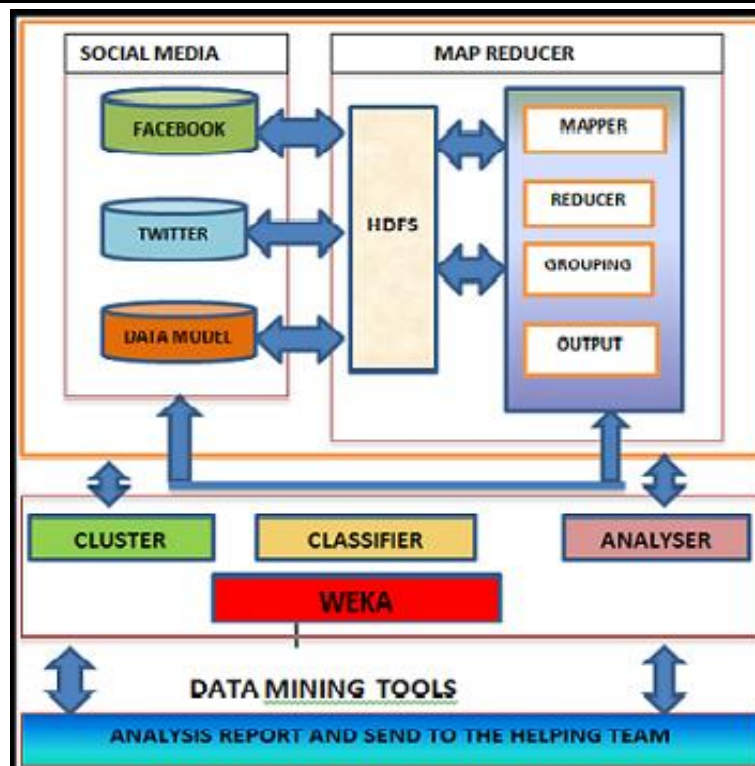 SOCIAL MEDIA
MAP REDUCER
FACEBOOK
TWITTER
DATA MODEL
HDFS
MAPPER
REDUCER
GROUPING
OUTPUT
CLUSTER
CLASSIFIER
ANALYSER
WEKA
DATA MINING TOOLS
ANALYSIS REPORT AND SEND TO THE HELPING TEAM